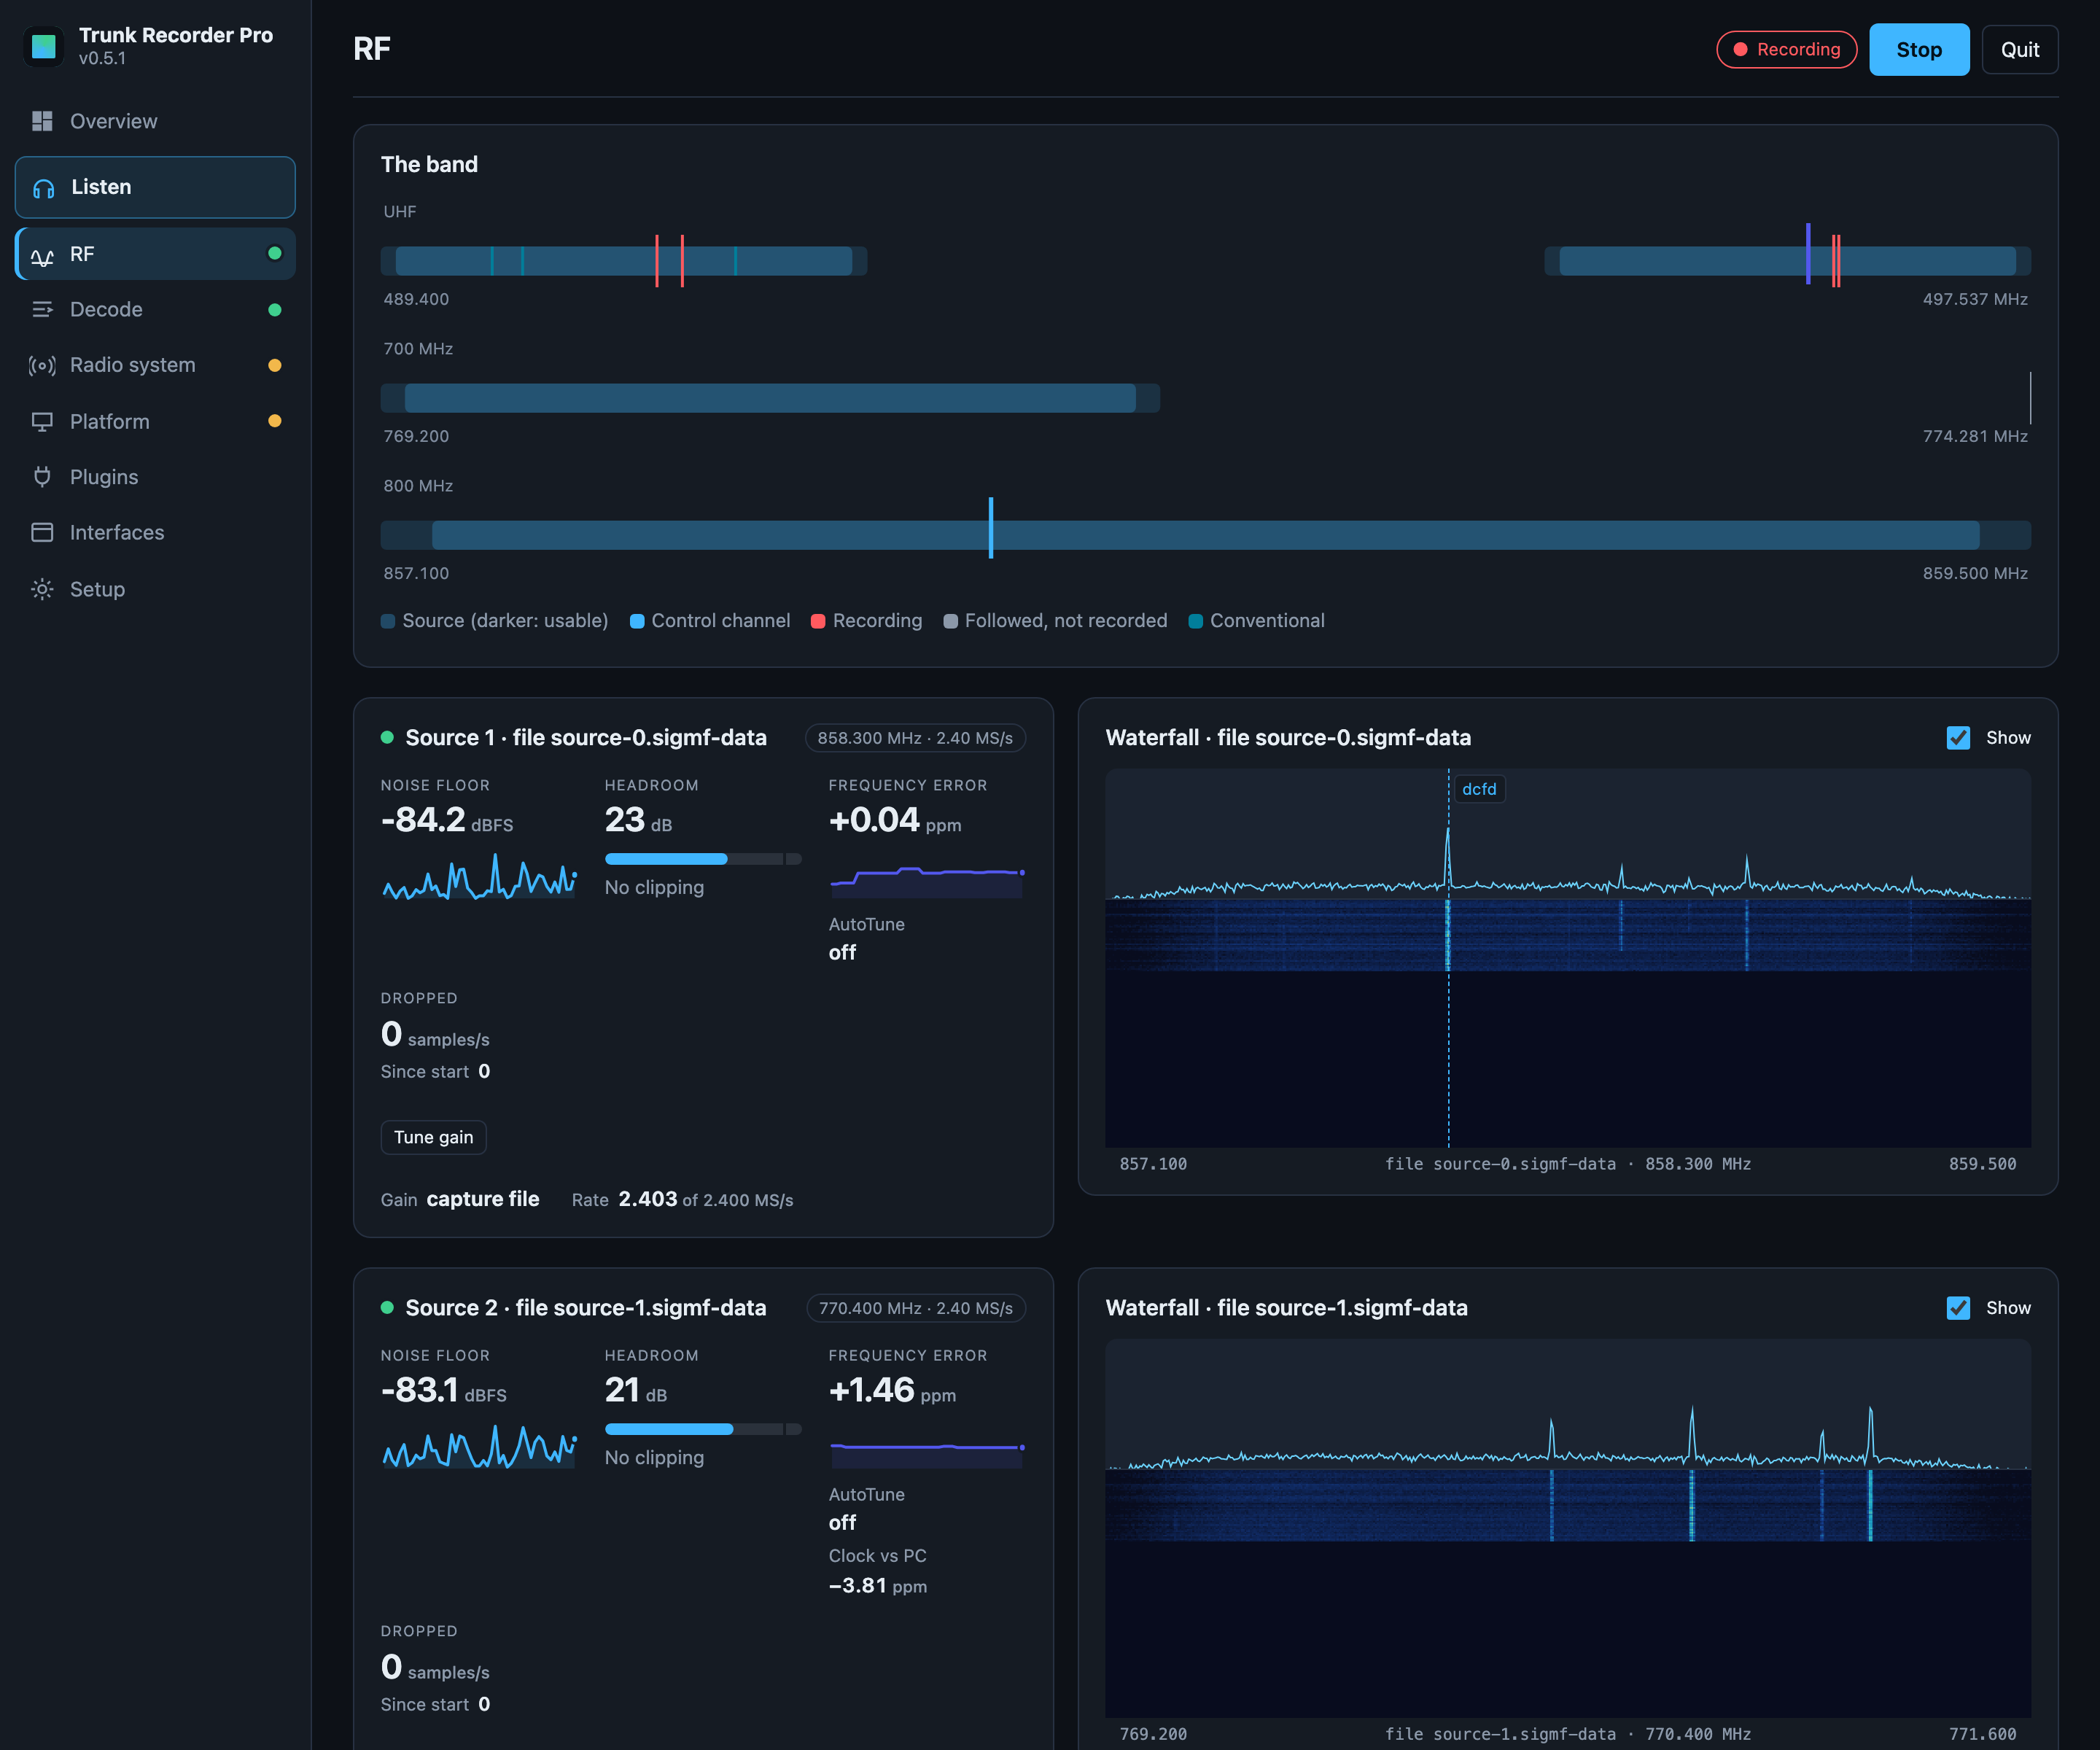 Trunk Recorder Pro
v0.5.1
Overview
Listen
RF
Decode
Radio system
Platform
Plugins
Interfaces
Setup
RF
Recording
Stop
Quit
The band
UHF
489.400
497.537 MHz
700 MHz
769.200
774.281 MHz
800 MHz
857.100
859.500 MHz
Source (darker: usable)
Control channel
Recording
Followed, not recorded
Conventional
Source 1 · file source-0.sigmf-data
858.300 MHz · 2.40 MS/s
NOISE FLOOR
-84.2 dBFS
HEADROOM
23 dB
No clipping
FREQUENCY ERROR
+0.04 ppm
AutoTune
off
DROPPED
0 samples/s
Since start 0
Tune gain
Gain capture file
Rate 2.403 of 2.400 MS/s
Waterfall · file source-0.sigmf-data
Show
dcfd
857.100
file source-0.sigmf-data · 858.300 MHz
859.500
Source 2 · file source-1.sigmf-data
770.400 MHz · 2.40 MS/s
NOISE FLOOR
-83.1 dBFS
HEADROOM
21 dB
No clipping
FREQUENCY ERROR
+1.46 ppm
AutoTune
off
Clock vs PC
−3.81 ppm
DROPPED
0 samples/s
Since start 0
Waterfall · file source-1.sigmf-data
Show
769.200
file source-1.sigmf-data · 770.400 MHz
771.600